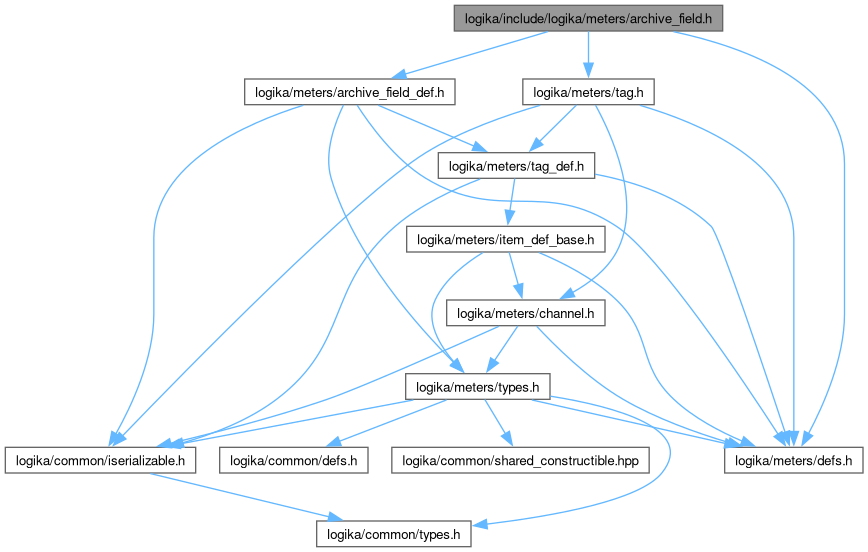 logika/include/logika/meters/archive_field.h
logika/meters/archive_field_def.h
logika/meters/tag.h
logika/meters/tag_def.h
logika/meters/item_def_base.h
logika/meters/channel.h
logika/meters/types.h
logika/common/iserializable.h
logika/common/defs.h
logika/common/shared_constructible.hpp
logika/meters/defs.h
logika/common/types.h